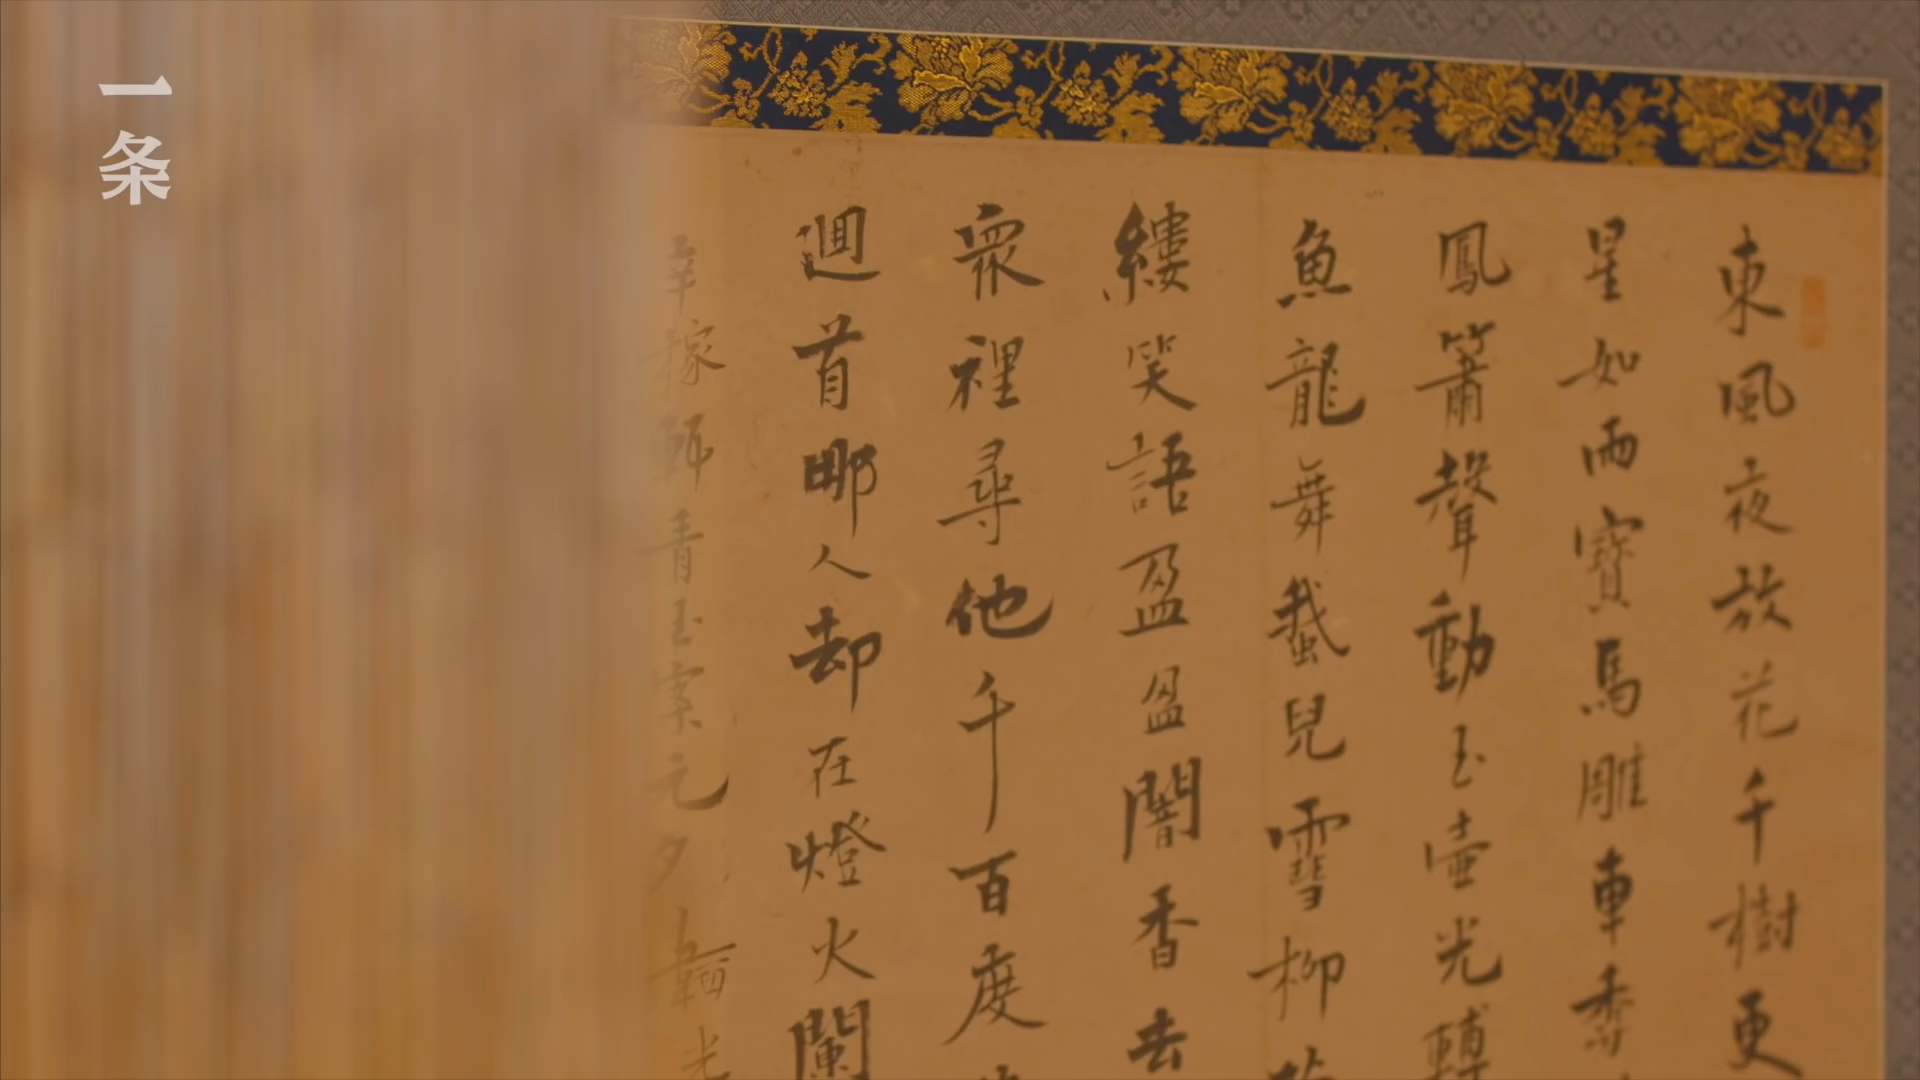 一条
東風夜放花千樹更
星如雨寶馬雕車香
鳳簫聲動玉壺光轉
魚龍舞蛾兒雪柳
縷笑語盈盈闇香去
眾裡尋他千百度
迴首哪人却在燈火闌
辛稼軒青玉案元夕